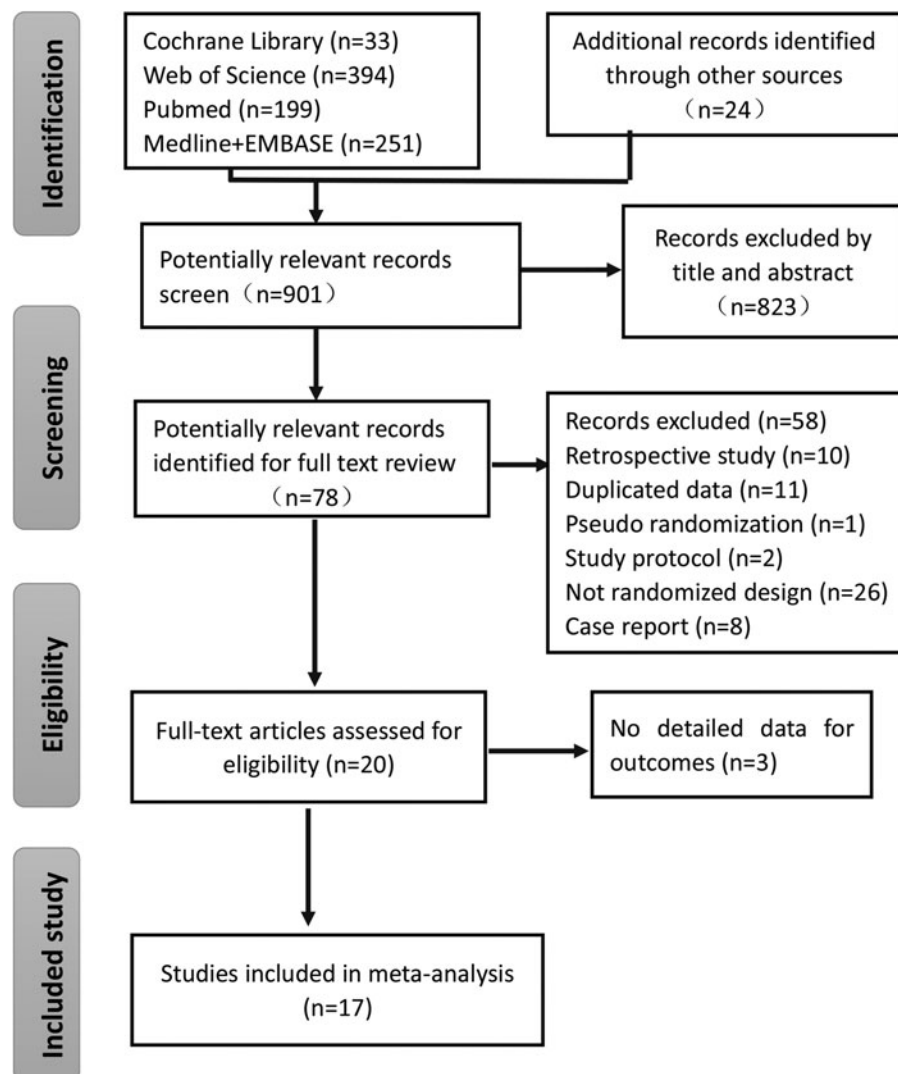 Identification
Cochrane Library (n=33)
Web of Science (n=394)
Pubmed (n=199)
Medline+EMBASE (n=251)
Additional records identified
through other sources
（n=24）
Potentially relevant records
screen（n=901）
Records excluded by
title and abstract
（n=823）
Screening
Potentially relevant records
identified for full text review
（n=78）
Records excluded (n=58)
Retrospective study (n=10)
Duplicated data (n=11)
Pseudo randomization (n=1)
Study protocol (n=2)
Not randomized design (n=26)
Case report (n=8)
Eligibility
Full-text articles assessed for
eligibility (n=20)
No detailed data for
outcomes (n=3)
Included study
Studies included in meta-analysis
(n=17)